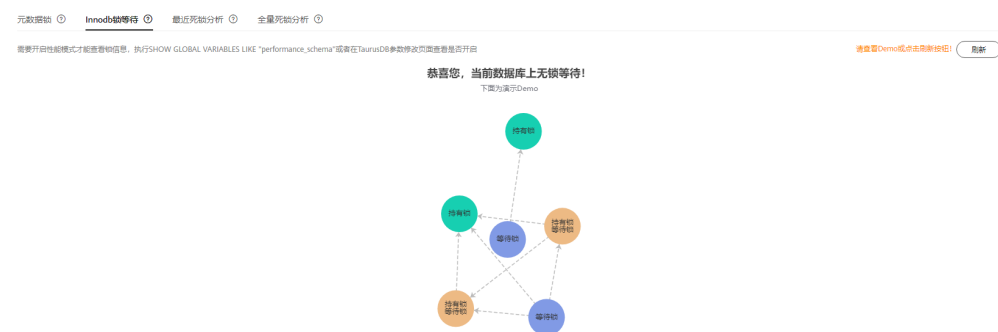 元数据锁 ? Innodb锁等待 ? 最近死锁分析 ? 全量死锁分析 ?
需要开启性能模式才能查看锁信息，执行SHOW GLOBAL VARIABLES LIKE "performance_schema"或者在TaurusDB参数修改页面查看是否开启 请查看Demo或点击刷新按钮! 刷新
恭喜您，当前数据库上无锁等待!
下面为演示Demo
持有锁
持有锁
持有锁
等待锁
等待锁
持有锁
等待锁
等待锁